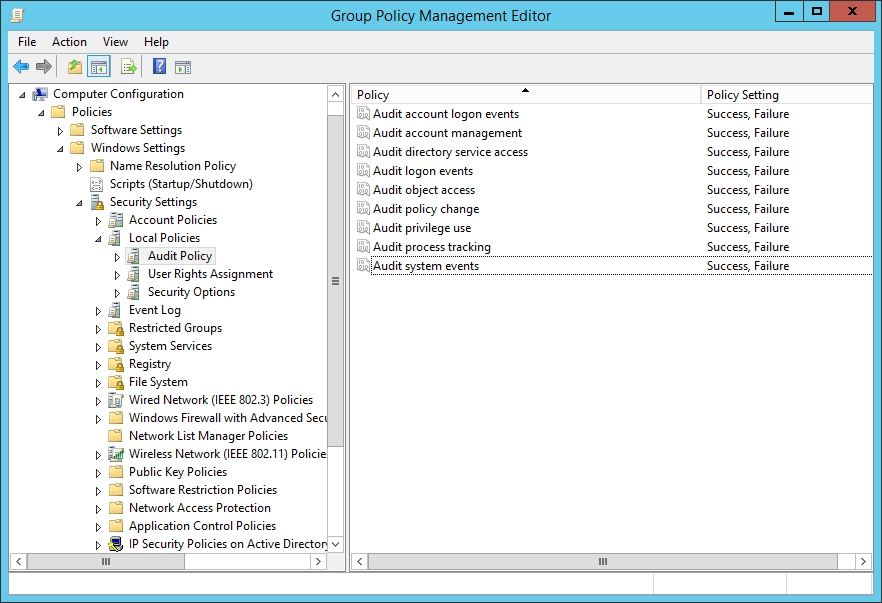 Group Policy Management Editor
File Action View Help
Computer Configuration
Policies
Software Settings
Windows Settings
Name Resolution Policy
Scripts (Startup/Shutdown)
Security Settings
Account Policies
Local Policies
Audit Policy
User Rights Assignment
Security Options
Event Log
Restricted Groups
System Services
Registry
File System
Wired Network (IEEE 802.3) Policies
Windows Firewall with Advanced Secu
Network List Manager Policies
Wireless Network (IEEE 802.11) Policie
Public Key Policies
Software Restriction Policies
Network Access Protection
Application Control Policies
IP Security Policies on Active Directory
Policy Policy Setting
Audit account logon events Success, Failure
Audit account management Success, Failure
Audit directory service access Success, Failure
Audit logon events Success, Failure
Audit object access Success, Failure
Audit policy change Success, Failure
Audit privilege use Success, Failure
Audit process tracking Success, Failure
Audit system events Success, Failure